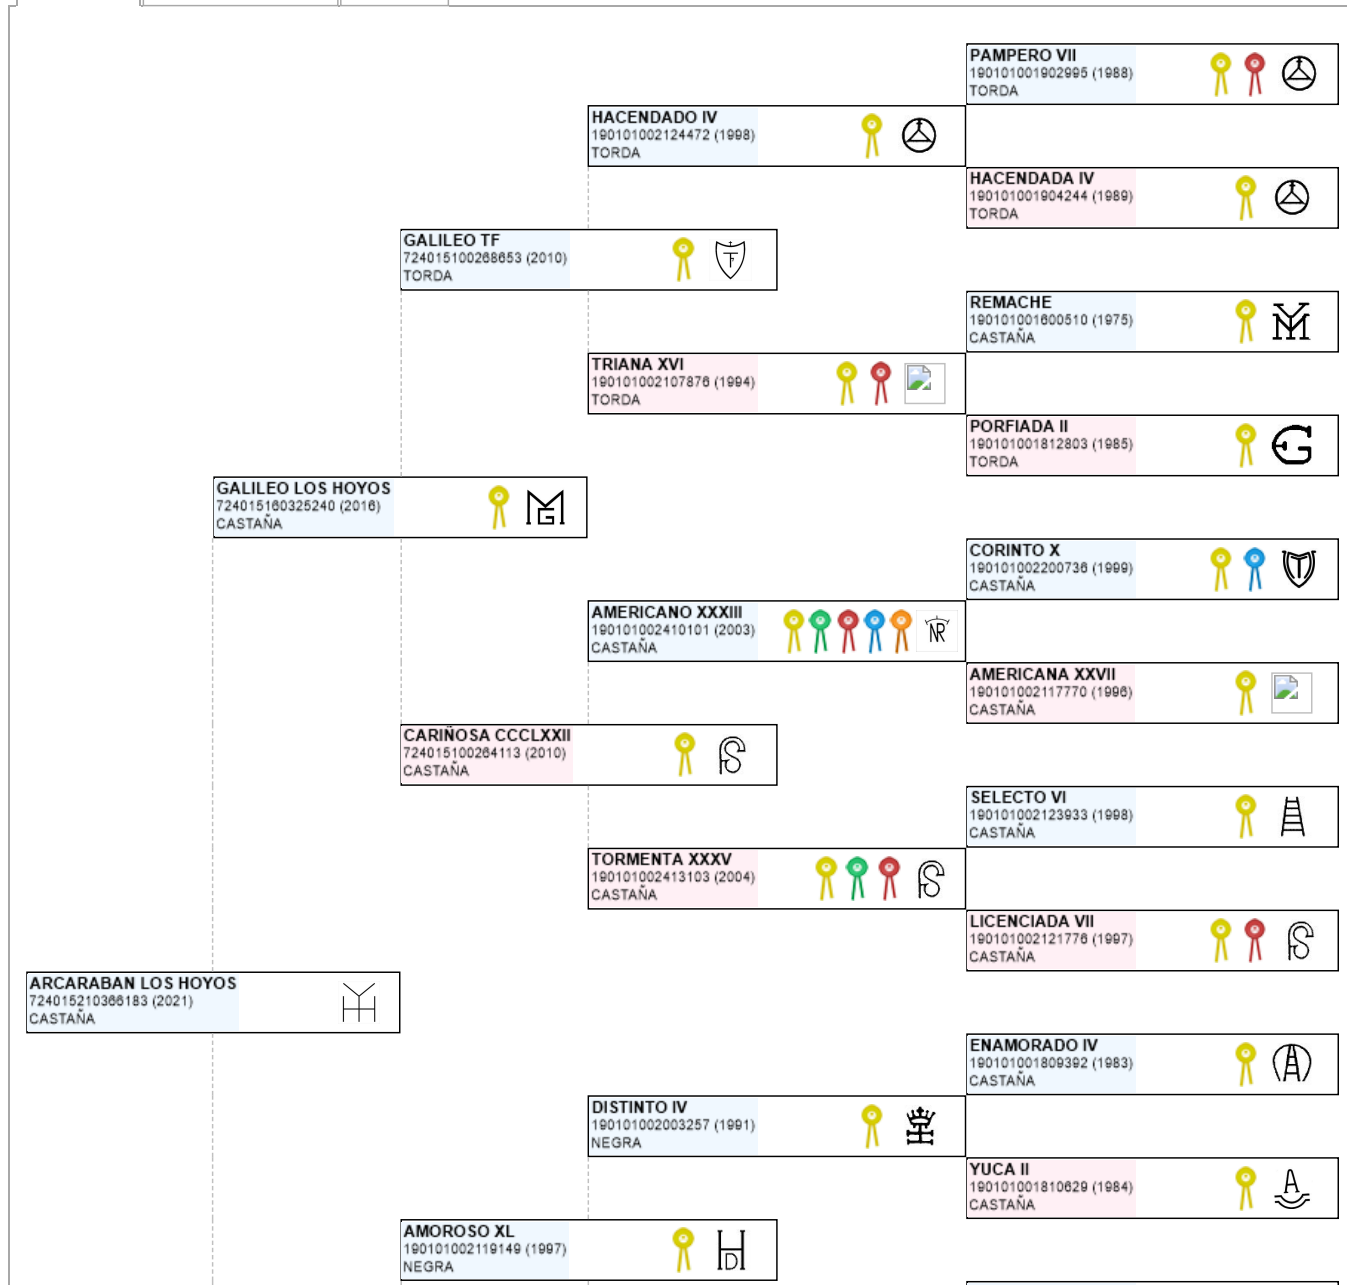 PAMPERO VII
190101001902995 (1988)
TORDA
HACENDADO IV
190101002124472 (1998)
TORDA
HACENDADA IV
190101001904244 (1989)
TORDA
GALILEO TF
724015100268653 (2010)
TORDA
REMACHE
190101001600510 (1975)
CASTAÑA
TRIANA XVI
190101002107876 (1994)
TORDA
PORFIADA II
190101001812803 (1985)
TORDA
GALILEO LOS HOYOS
724015160325240 (2016)
CASTAÑA
CORINTO X
190101002200736 (1999)
CASTAÑA
AMERICANO XXXIII
190101002410101 (2003)
CASTAÑA
AMERICANA XXVII
190101002117770 (1996)
CASTAÑA
CARIÑOSA CCCLXXII
724015100264113 (2010)
CASTAÑA
SELECTO VI
190101002123933 (1998)
CASTAÑA
TORMENTA XXXV
190101002413103 (2004)
CASTAÑA
LICENCIADA VII
190101002121776 (1997)
CASTAÑA
ARCARABAN LOS HOYOS
724015210366183 (2021)
CASTAÑA
ENAMORADO IV
190101001809392 (1983)
CASTAÑA
DISTINTO IV
190101002003257 (1991)
NEGRA
YUCA II
190101001810629 (1984)
CASTAÑA
AMOROSO XL
190101002119149 (1997)
NEGRA